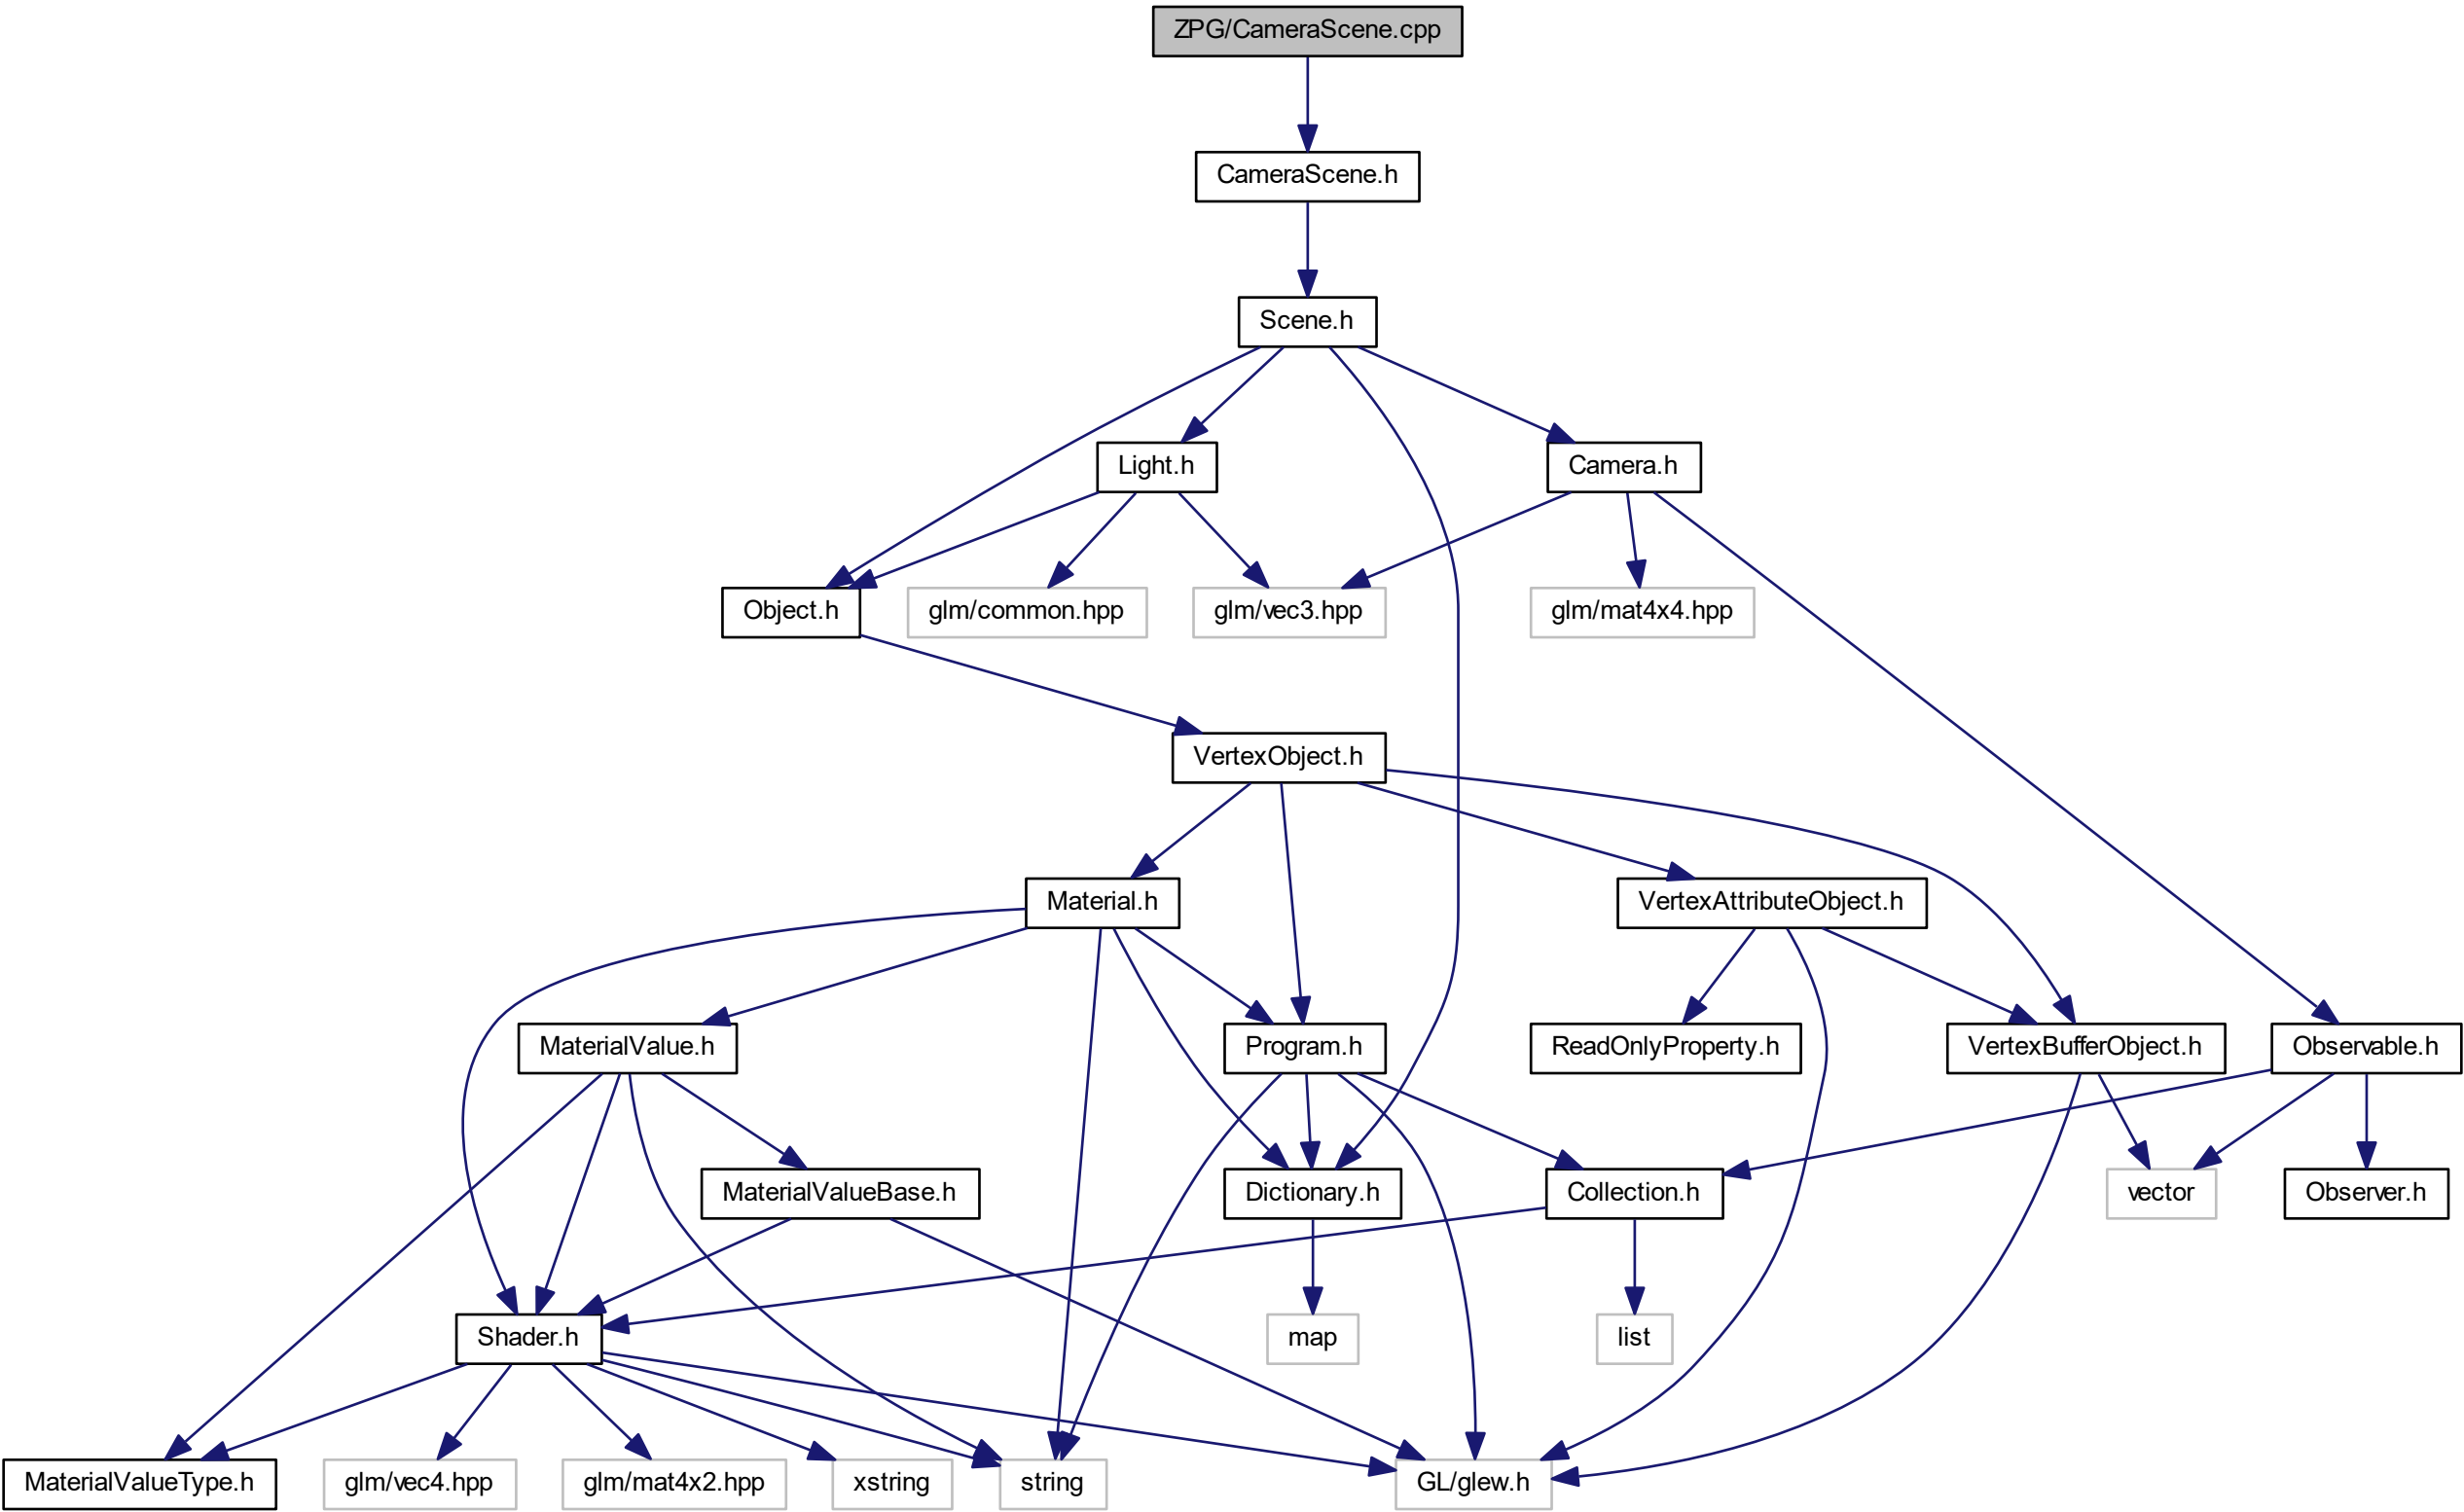 ZPG/CameraScene.cpp
CameraScene.h
Scene.h
Light.h
Camera.h
Object.h
glm/common.hpp
glm/vec3.hpp
glm/mat4x4.hpp
VertexObject.h
Material.h
VertexAttributeObject.h
MaterialValue.h
Program.h
ReadOnlyProperty.h
VertexBufferObject.h
Observable.h
MaterialValueBase.h
Dictionary.h
Collection.h
vector
Observer.h
Shader.h
map
list
MaterialValueType.h
glm/vec4.hpp
glm/mat4x2.hpp
xstring
string
GL/glew.h